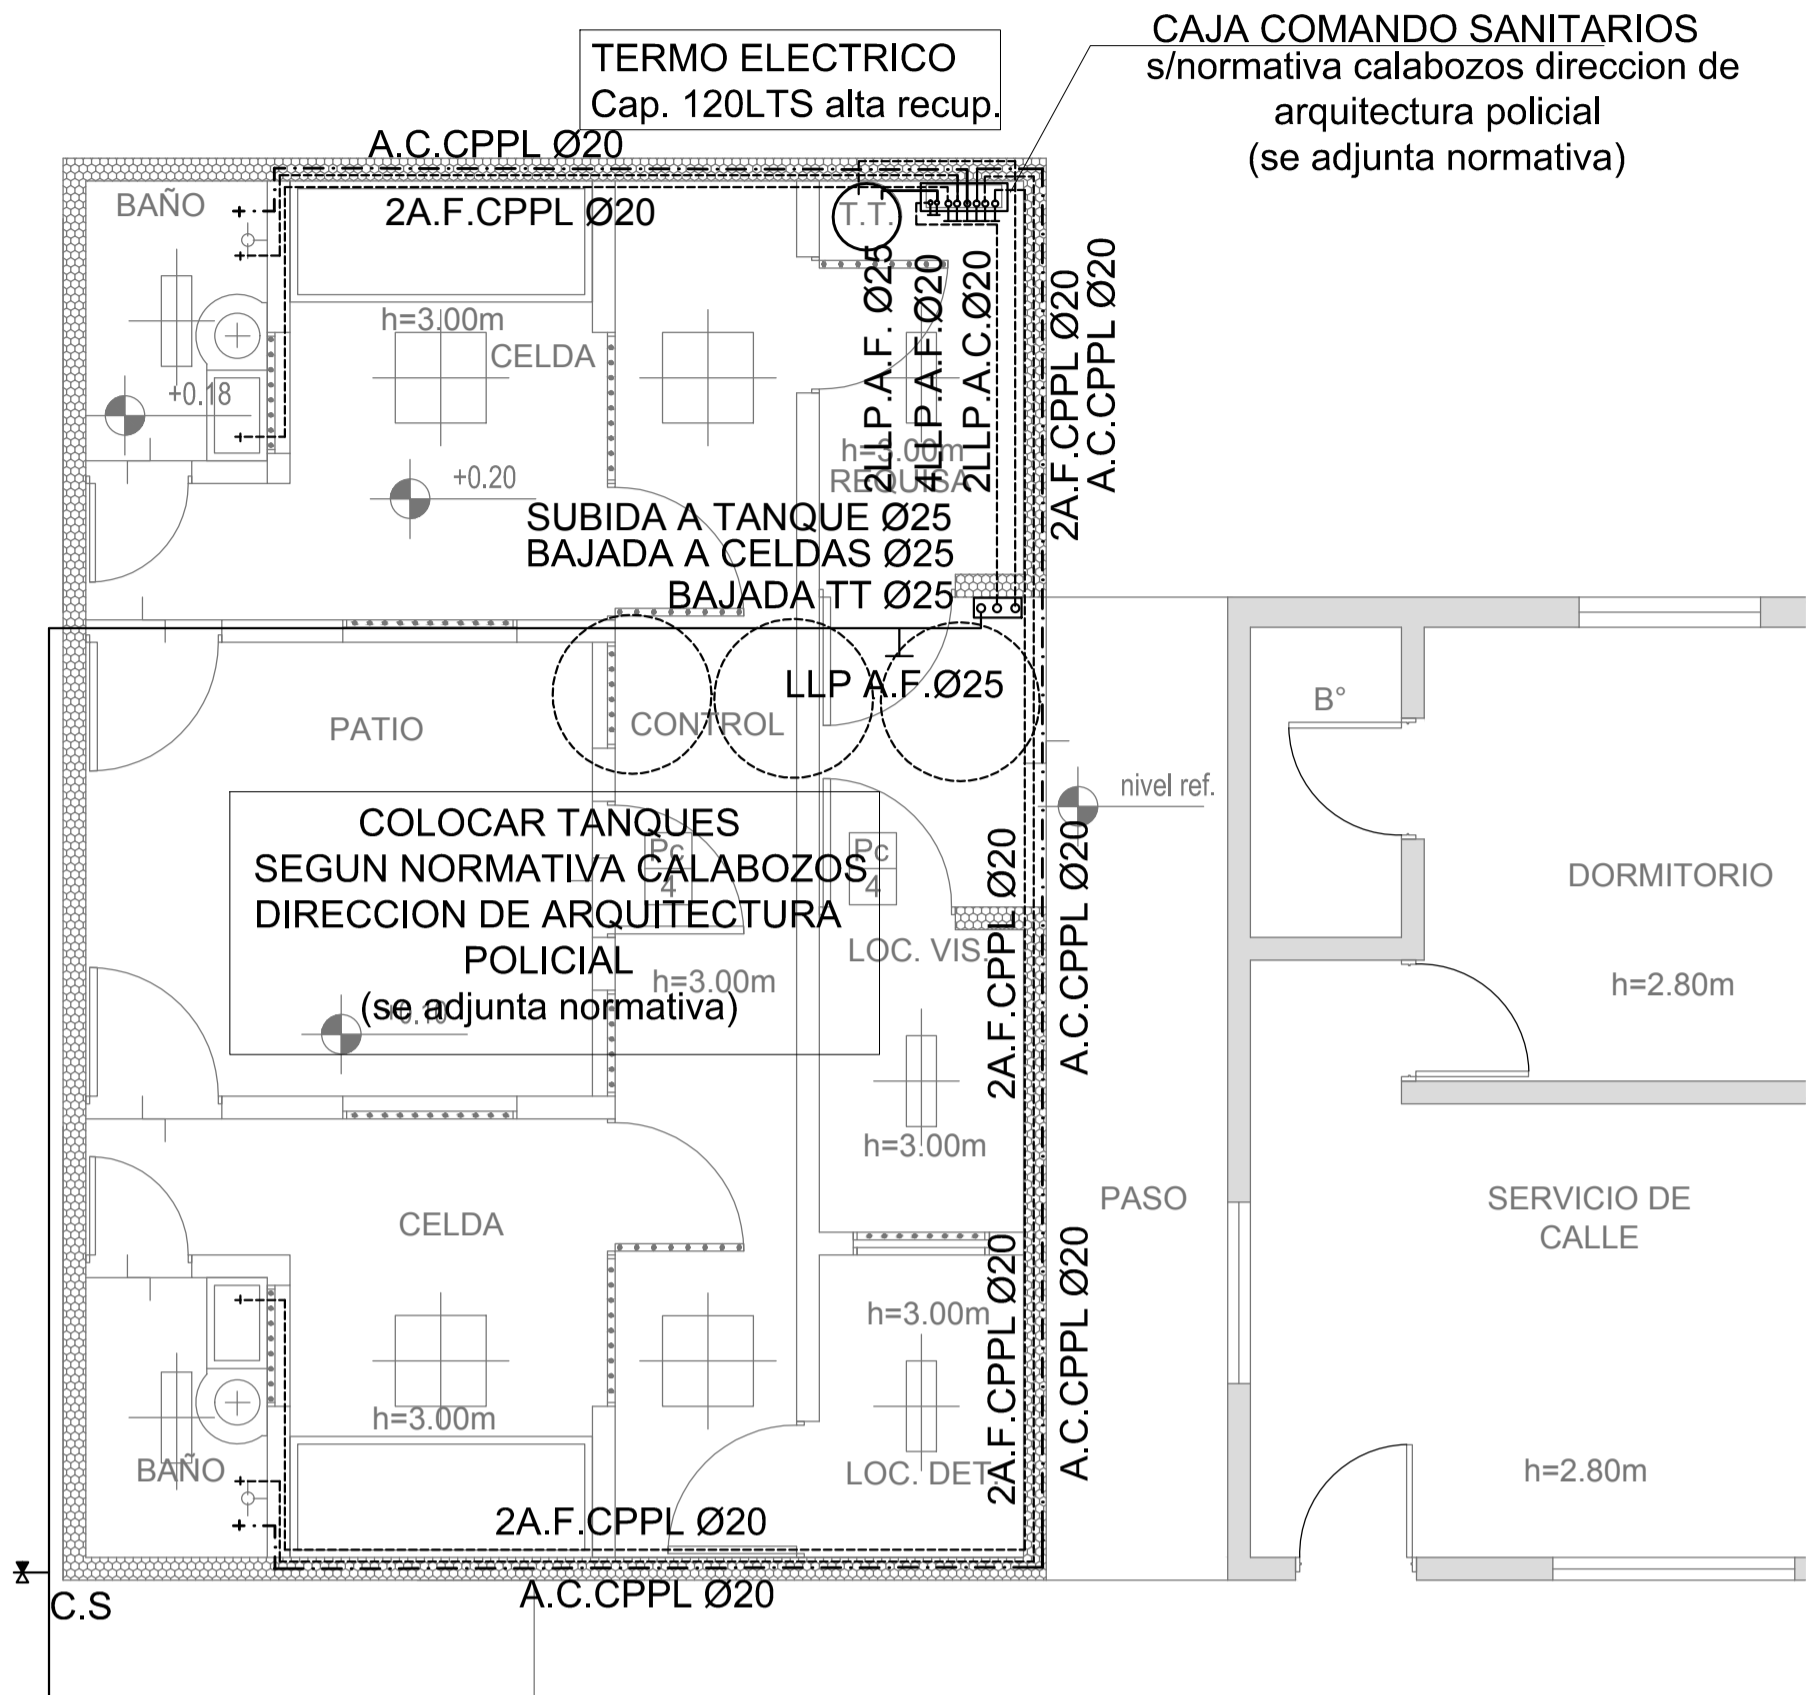 TERMO ELECTRICO
Cap. 120LTS alta recup.
CAJA COMANDO SANITARIOS
s/normativa calabozos direccion de
arquitectura policial
(se adjunta normativa)
A.C.CPPL Ø20
BAÑO
2A.F.CPPL Ø20
T.T.
h=3.00m
CELDA
+0.18
+0.20
2LLP.A.F. Ø25
4LLP.A.F.Ø20
2LLP.A.C.Ø20
2A.F.CPPL Ø20
A.C.CPPL Ø20
h=3.00m
REQUISA
SUBIDA A TANQUE Ø25
BAJADA A CELDAS Ø25
BAJADA TT Ø25
LLP A.F.Ø25
PATIO
CONTROL
B°
nivel ref.
COLOCAR TANQUES
SEGUN NORMATIVA CALABOZOS
DIRECCION DE ARQUITECTURA
POLICIAL
(se adjunta normativa)
+0.10
Pc
4
Pc
4
LOC. VIS.
h=3.00m
2A.F.CPPL Ø20
A.C.CPPL Ø20
DORMITORIO
h=2.80m
h=3.00m
CELDA
PASO
SERVICIO DE
CALLE
h=3.00m
2A.F.CPPL Ø20
A.C.CPPL Ø20
h=3.00m
BAÑO
LOC. DET.
h=2.80m
2A.F.CPPL Ø20
A.C.CPPL Ø20
C.S